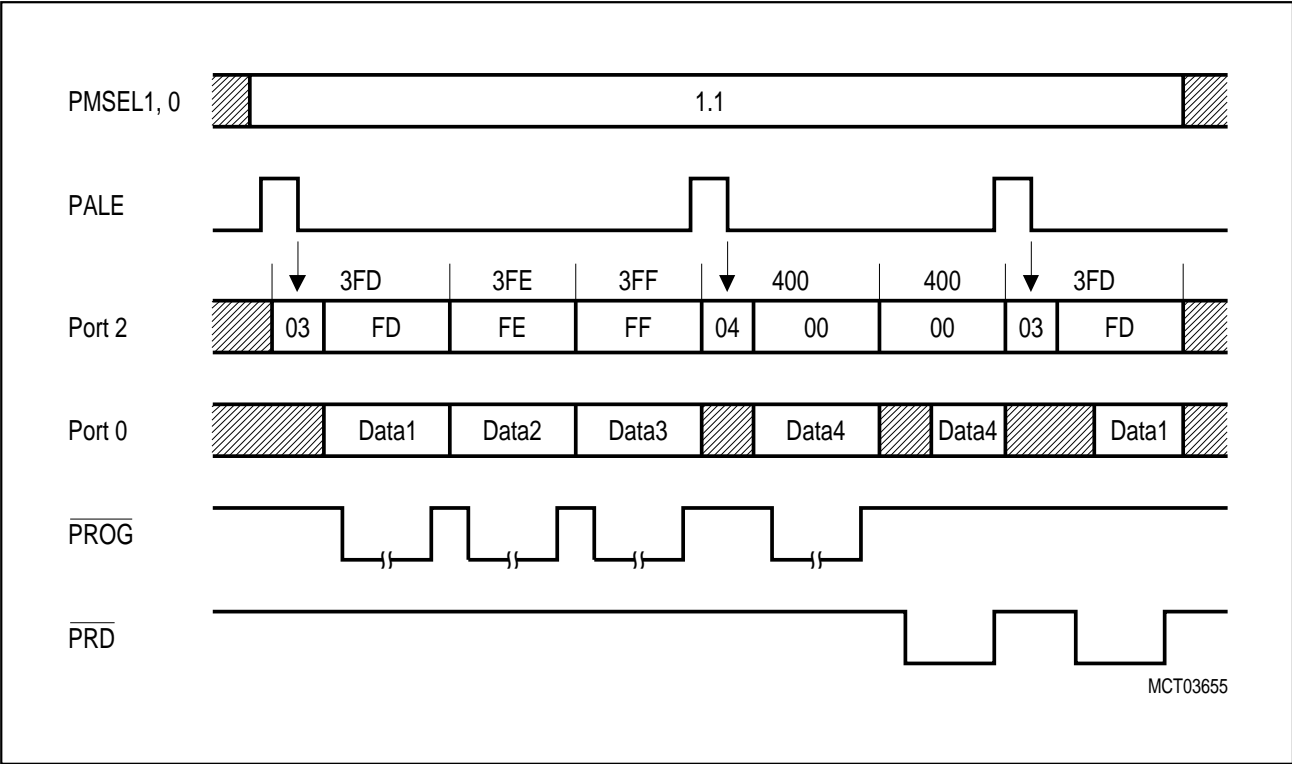 PMSEL1, 0
1.1
PALE
3FD 3FE 3FF 400 400 3FD
Port 2
03 FD FE FF 04 00 00 03 FD
Port 0
Data1 Data2 Data3 Data4 Data4 Data1
PROG
PRD
MCT03655